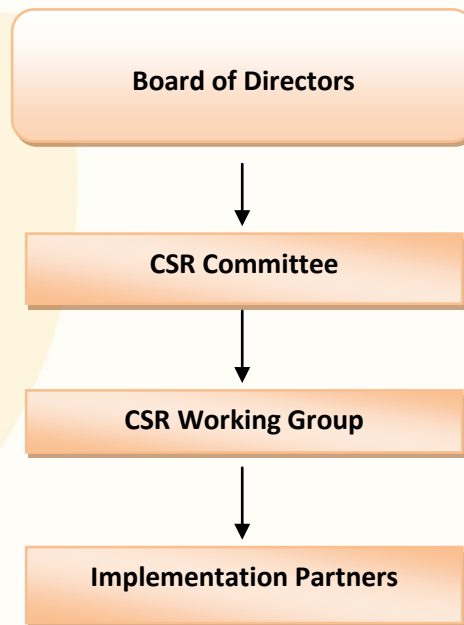 Board of Directors
CSR Committee
CSR Working Group
Implementation Partners